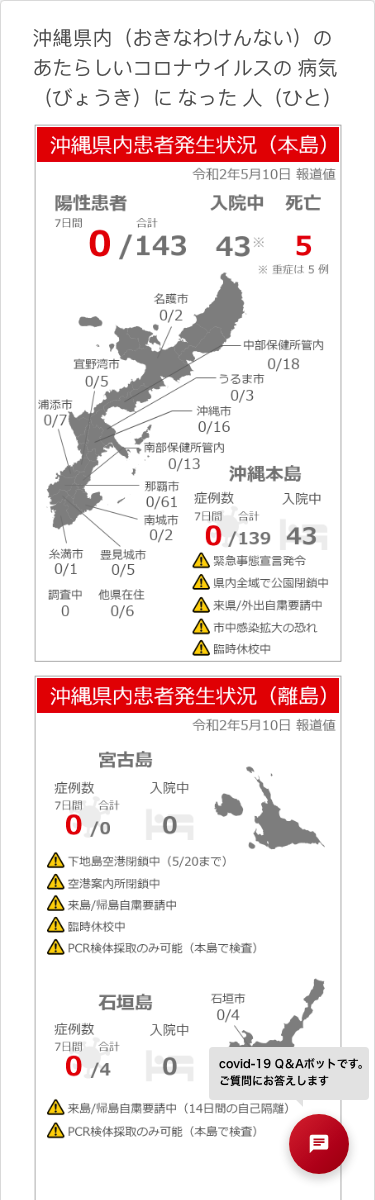 沖縄県内（おきなわけんない）の
あたらしいコロナウイルスの 病気
（びょうき）に なった 人（ひと）
沖縄県内患者発生状況（本島）
令和2年5月10日 報道値
陽性患者 入院中 死亡
7日間 合計
0 /143 43※ 5
※ 重症は 5 例
名護市
0/2
中部保健所管内
0/18
宜野湾市
0/5
うるま市
0/3
浦添市
0/7
沖縄市
0/16
南部保健所管内
0/13
沖縄本島
那覇市
0/61
症例数 入院中
7日間 合計
0 /139 43
南城市
0/2
糸満市
0/1
豊見城市
0/5
調査中
0
他県在住
0/6
緊急事態宣言発令
県内全域で公園閉鎖中
来県/外出自粛要請中
市中感染拡大の恐れ
臨時休校中
沖縄県内患者発生状況（離島）
令和2年5月10日 報道値
宮古島
症例数 入院中
7日間 合計
0 /0 0
下地島空港閉鎖中（5/20まで）
空港案内所閉鎖中
来島/帰島自粛要請中
臨時休校中
PCR検体採取のみ可能（本島で検査）
石垣島
石垣市
0/4
症例数 入院中
7日間 合計
0 /4 0
covid-19 Q&Aボットです。
ご質問にお答えします
来島/帰島自粛要請中（14日間の自己隔離）
PCR検体採取のみ可能（本島で検査）